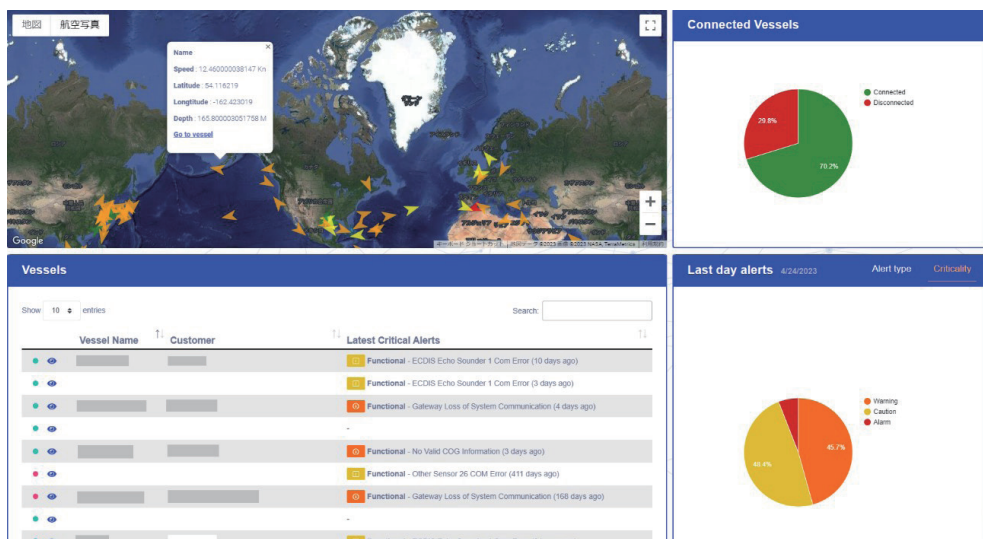 地図 航空写真
Name
Speed : 12.460000038147 Kn
Latitude : 54.116219
Longtitude : -162.423019
Depth : 165.800003051758 M
Go to vessel
Google
Connected Vessels
Connected
Disconnected
29.8%
70.2%
Vessels
Show 10 entries
Search:
Vessel Name Customer Latest Critical Alerts
Functional - ECDIS Echo Sounder 1 Com Error (10 days ago)
Functional - ECDIS Echo Sounder 1 Com Error (3 days ago)
Functional - Gateway Loss of System Communication (4 days ago)
-
Functional - No Valid COG Information (3 days ago)
Functional - Other Sensor 26 COM Error (411 days ago)
Functional - Gateway Loss of System Communication (168 days ago)
-
Last day alerts 4/24/2023 Alert type Criticality
Warning
Caution
Alarm
45.7%